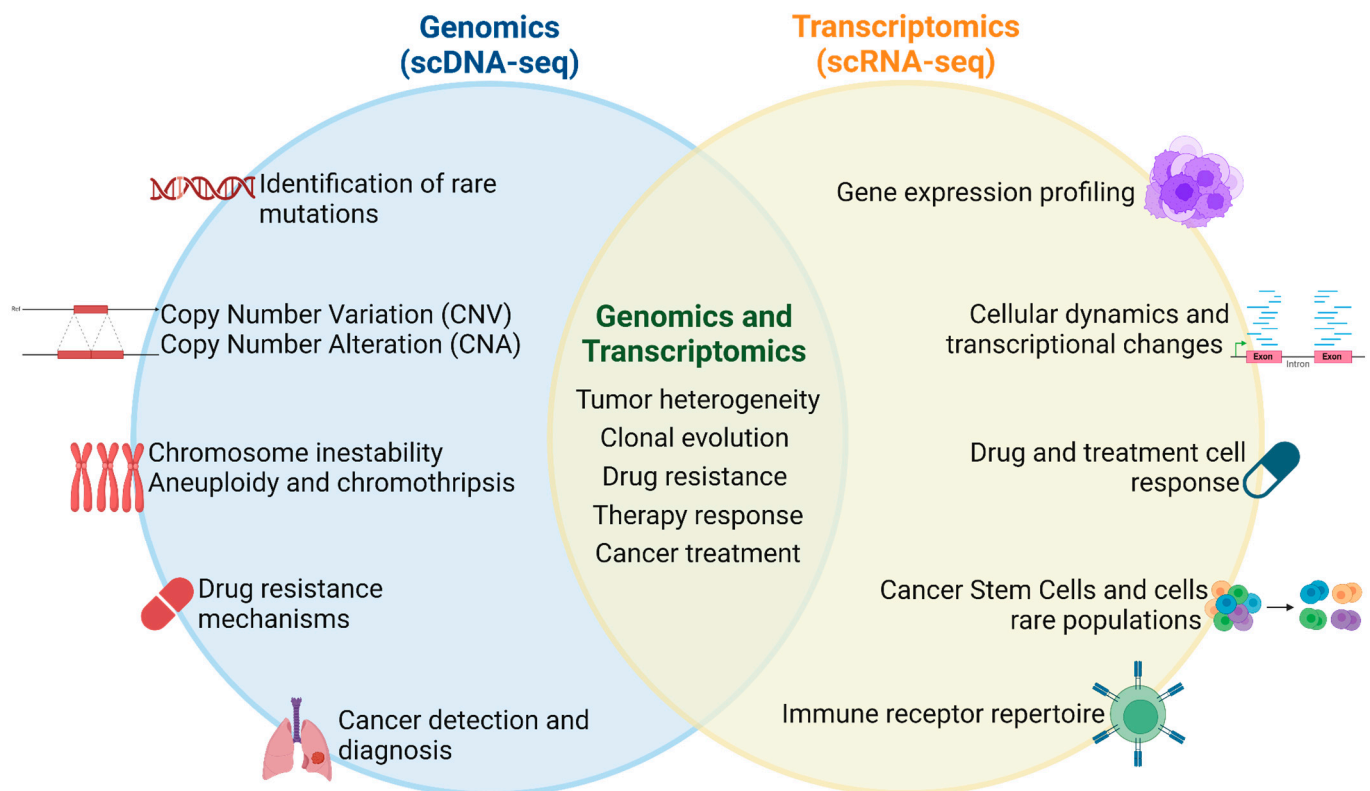 Genomics
(scDNA-seq)
Transcriptomics
(scRNA-seq)
Identification of rare
mutations
Ref
Copy Number Variation (CNV)
Copy Number Alteration (CNA)
Chromosome inestability
Aneuploidy and chromothripsis
Drug resistance
mechanisms
Cancer detection and
diagnosis
Genomics and
Transcriptomics
Tumor heterogeneity
Clonal evolution
Drug resistance
Therapy response
Cancer treatment
Gene expression profiling
Cellular dynamics and
transcriptional changes
Exon
Intron
Exon
Drug and treatment cell
response
Cancer Stem Cells and cells
rare populations
Immune receptor repertoire